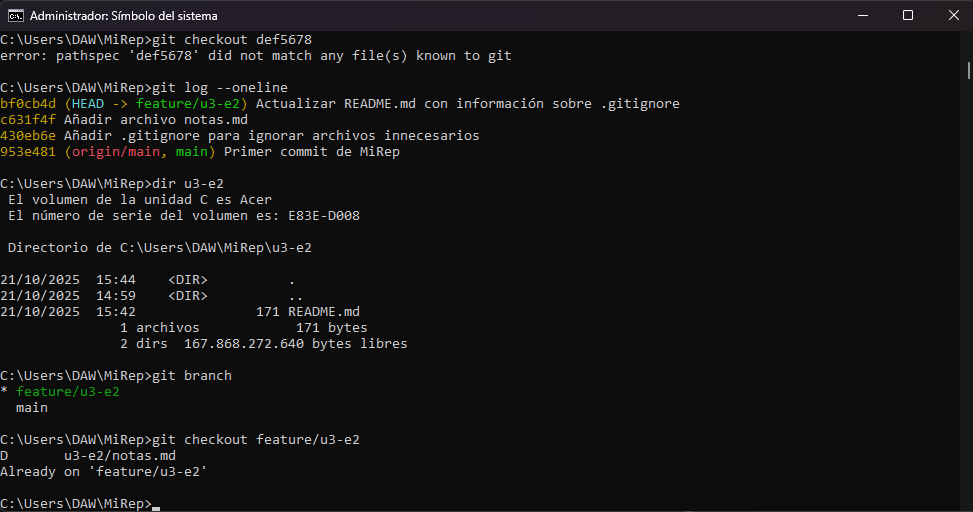 Administrador: Símbolo del sistema
C:\Users\DAW\MiRep>git checkout def5678
error: pathspec 'def5678' did not match any file(s) known to git
C:\Users\DAW\MiRep>git log --oneline
bf0cb4d (HEAD -> feature/u3-e2) Actualizar README.md con información sobre .gitignore
c631f4f Añadir archivo notas.md
430eb6e Añadir .gitignore para ignorar archivos innecesarios
953e481 (origin/main, main) Primer commit de MiRep
C:\Users\DAW\MiRep>dir u3-e2
El volumen de la unidad C es Acer
El número de serie del volumen es: E83E-D008
Directorio de C:\Users\DAW\MiRep\u3-e2
21/10/2025  15:44    <DIR>          .
21/10/2025  14:59    <DIR>          ..
21/10/2025  15:42               171 README.md
1 archivos            171 bytes
2 dirs  167.868.272.640 bytes libres
C:\Users\DAW\MiRep>git branch
* feature/u3-e2
main
C:\Users\DAW\MiRep>git checkout feature/u3-e2
D       u3-e2/notas.md
Already on 'feature/u3-e2'
C:\Users\DAW\MiRep>